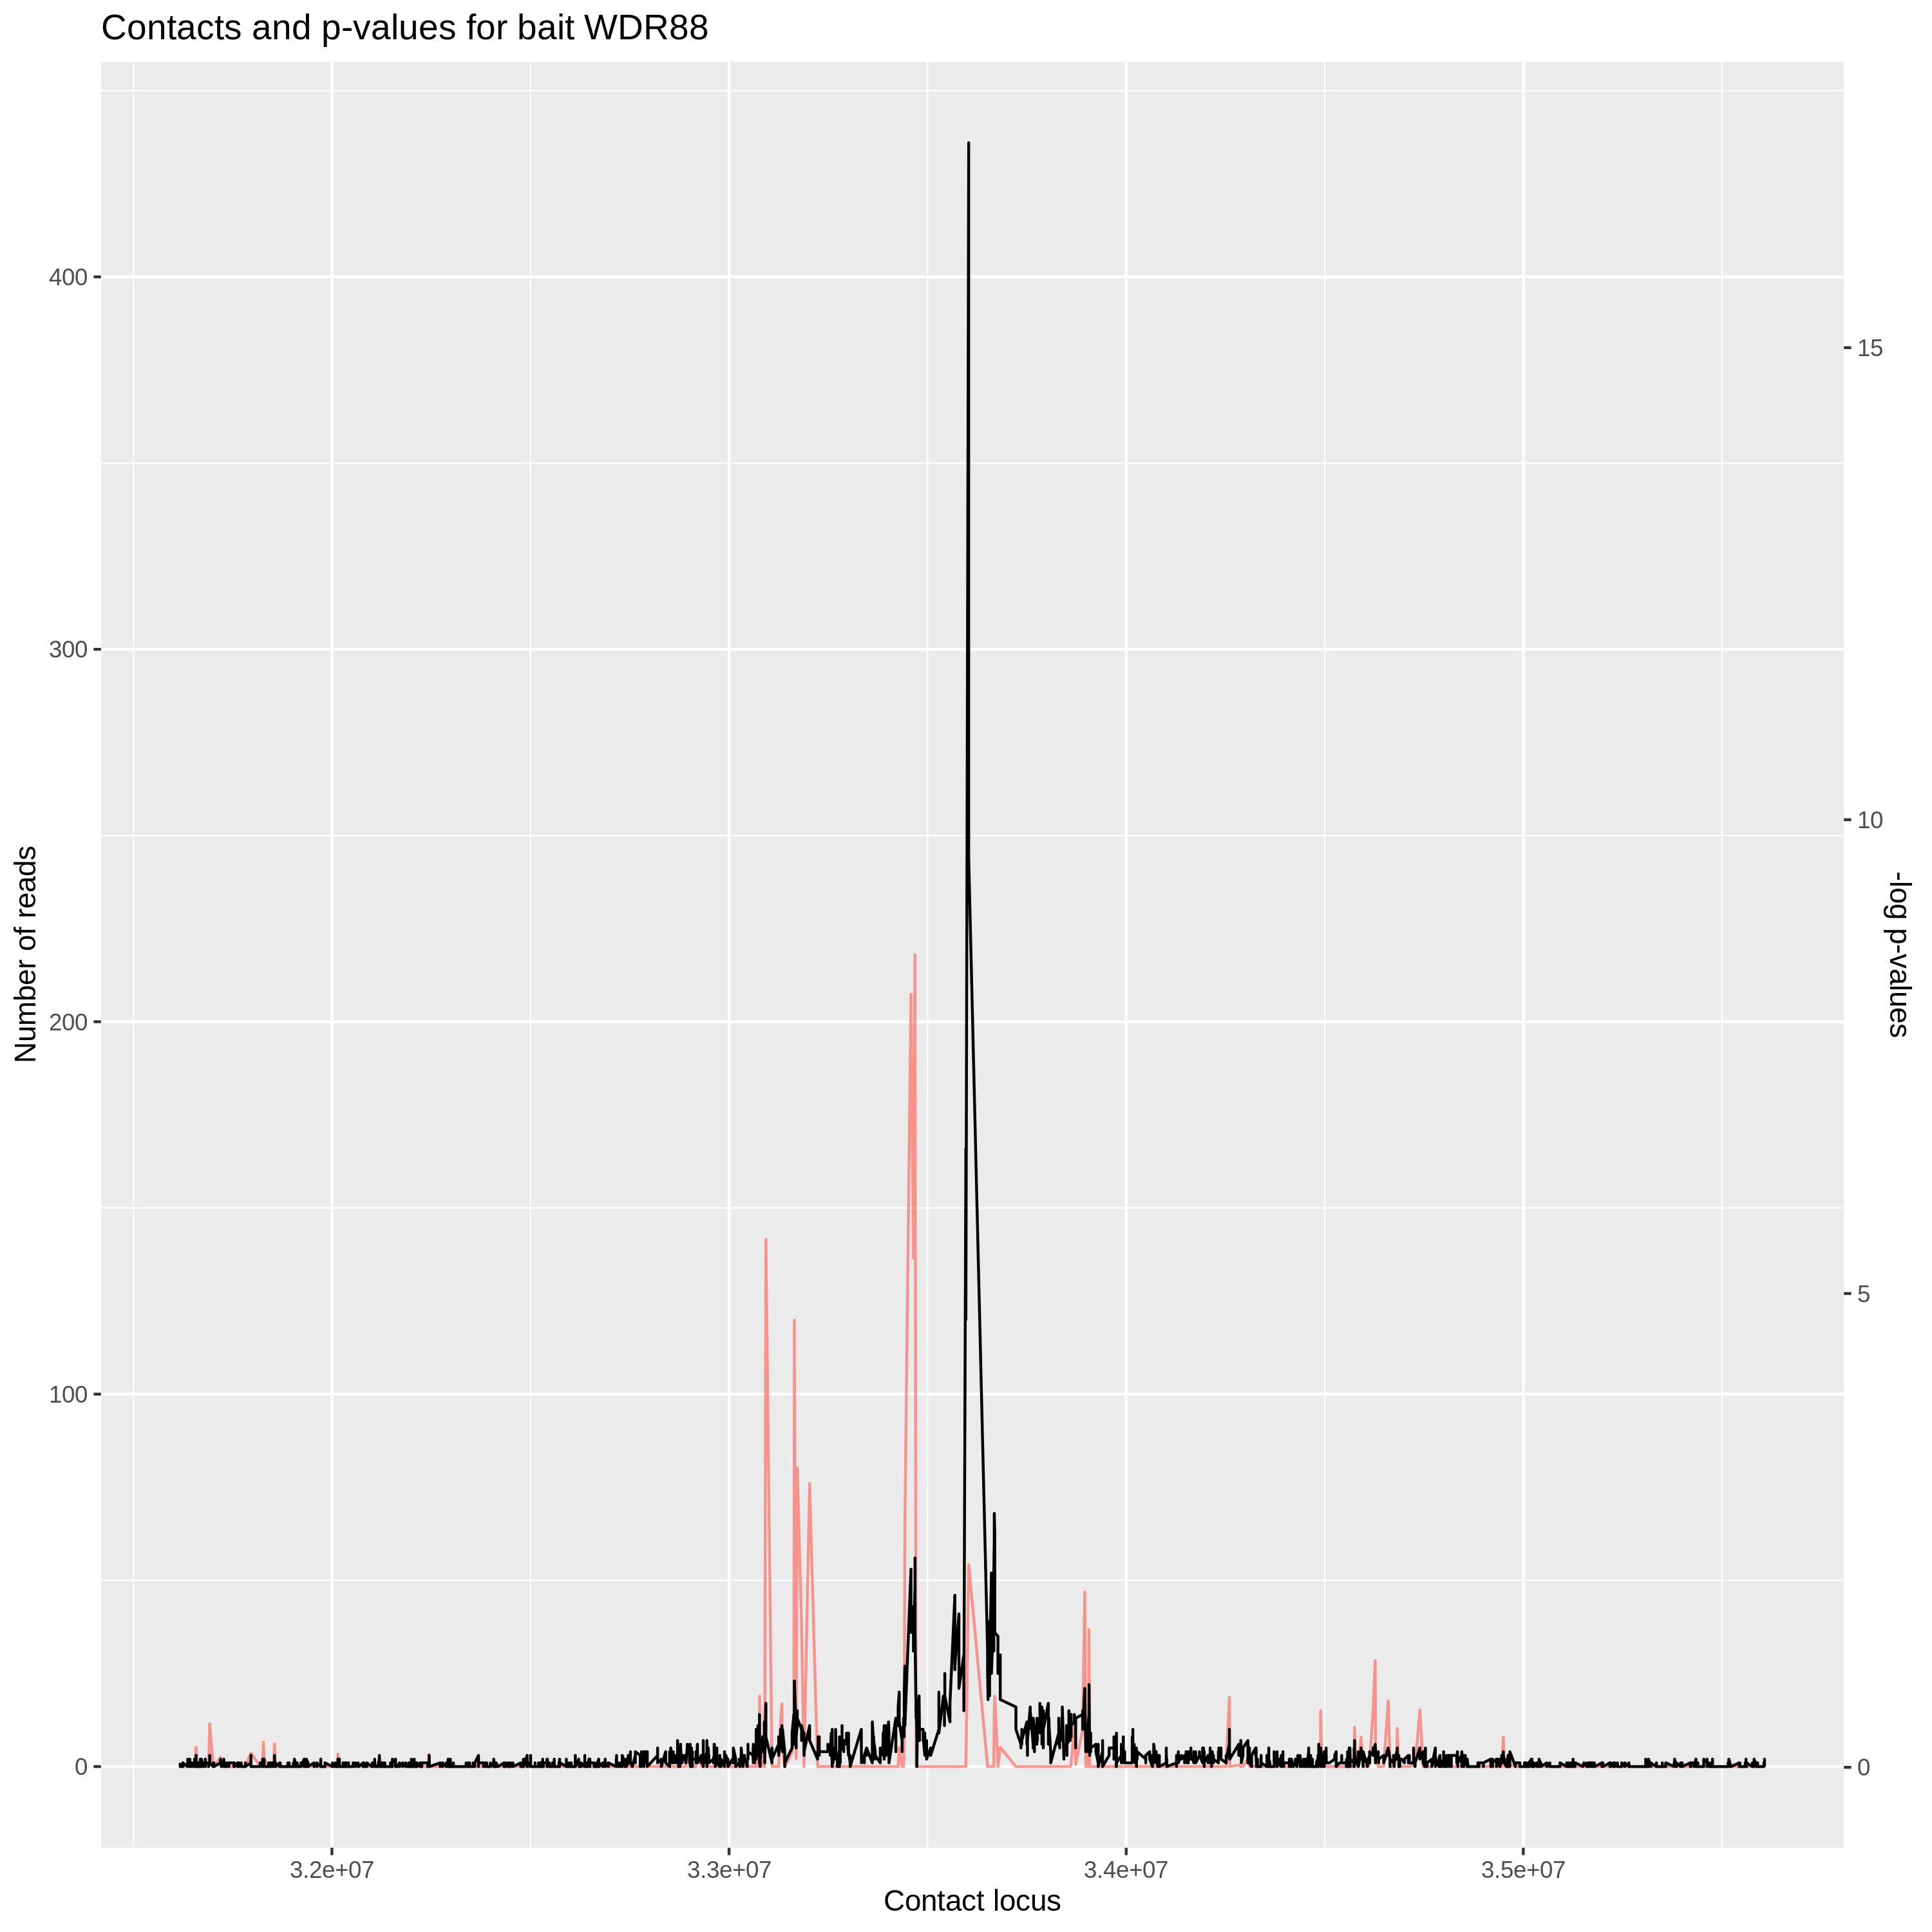 Contacts and p-values for bait WDR88
400
300
200
100
0
Number of reads
15
10
5
0
-log p-values
3.2e+07
3.3e+07
3.4e+07
3.5e+07
Contact locus